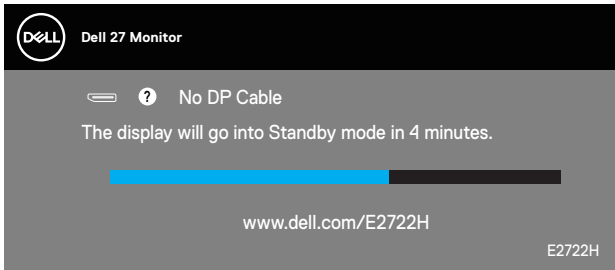 DELL
Dell 27 Monitor
? No DP Cable
The display will go into Standby mode in 4 minutes.
www.dell.com/E2722H
E2722H